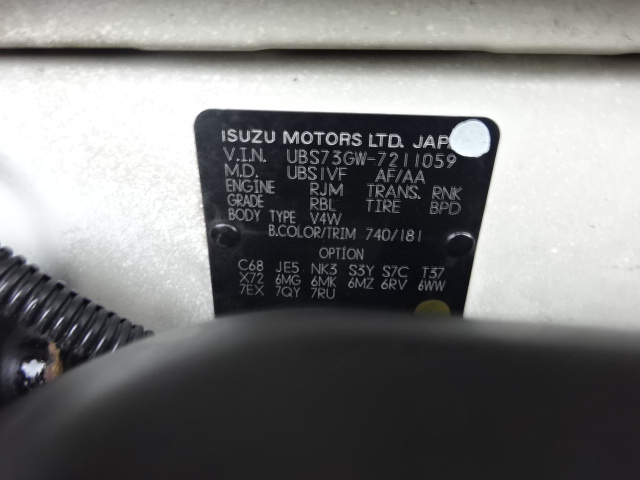 ISUZU MOTORS LTD. JAPA
V.I.N. UBS73GW-7211059
M.D. UBS1VF AF/AA
ENGINE RJM TRANS. RNK
GRADE RBL TIRE BPD
BODY TYPE V4W
B.COLOR/TRIM 740/181
OPTION
C68 JE5 NK3 S3Y S7C T37
X72 6MG 6MK 6MZ 6RV 6WW
7EX 7QY 7RU